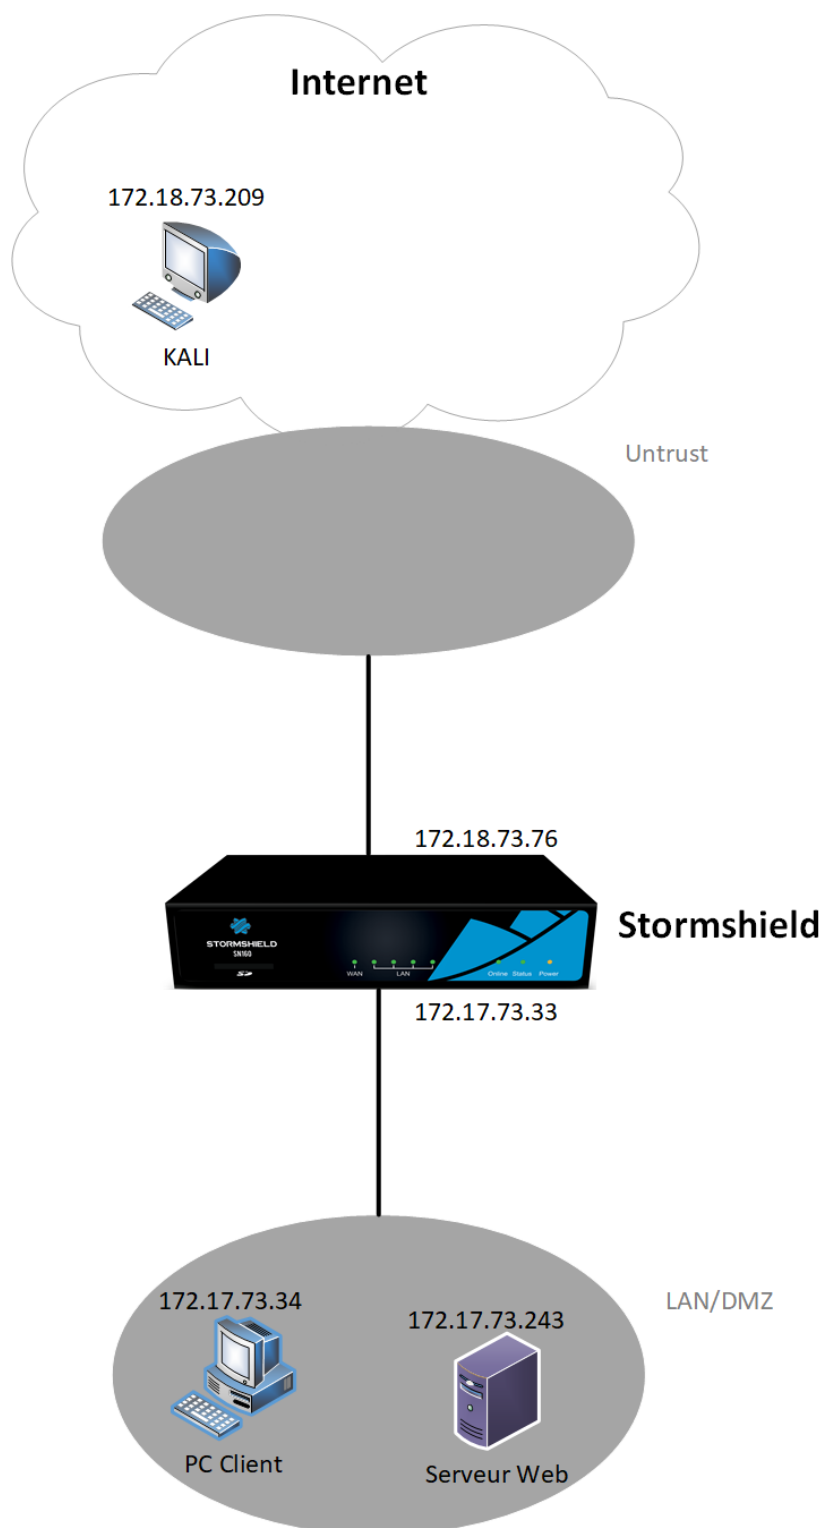 Internet
172.18.73.209
KALI
Untrust
172.18.73.76
Stormshield
STORMSHIELD
SN160
WAN
LAN
Online Status Power
172.17.73.33
LAN/DMZ
172.17.73.34
172.17.73.243
PC Client
Serveur Web